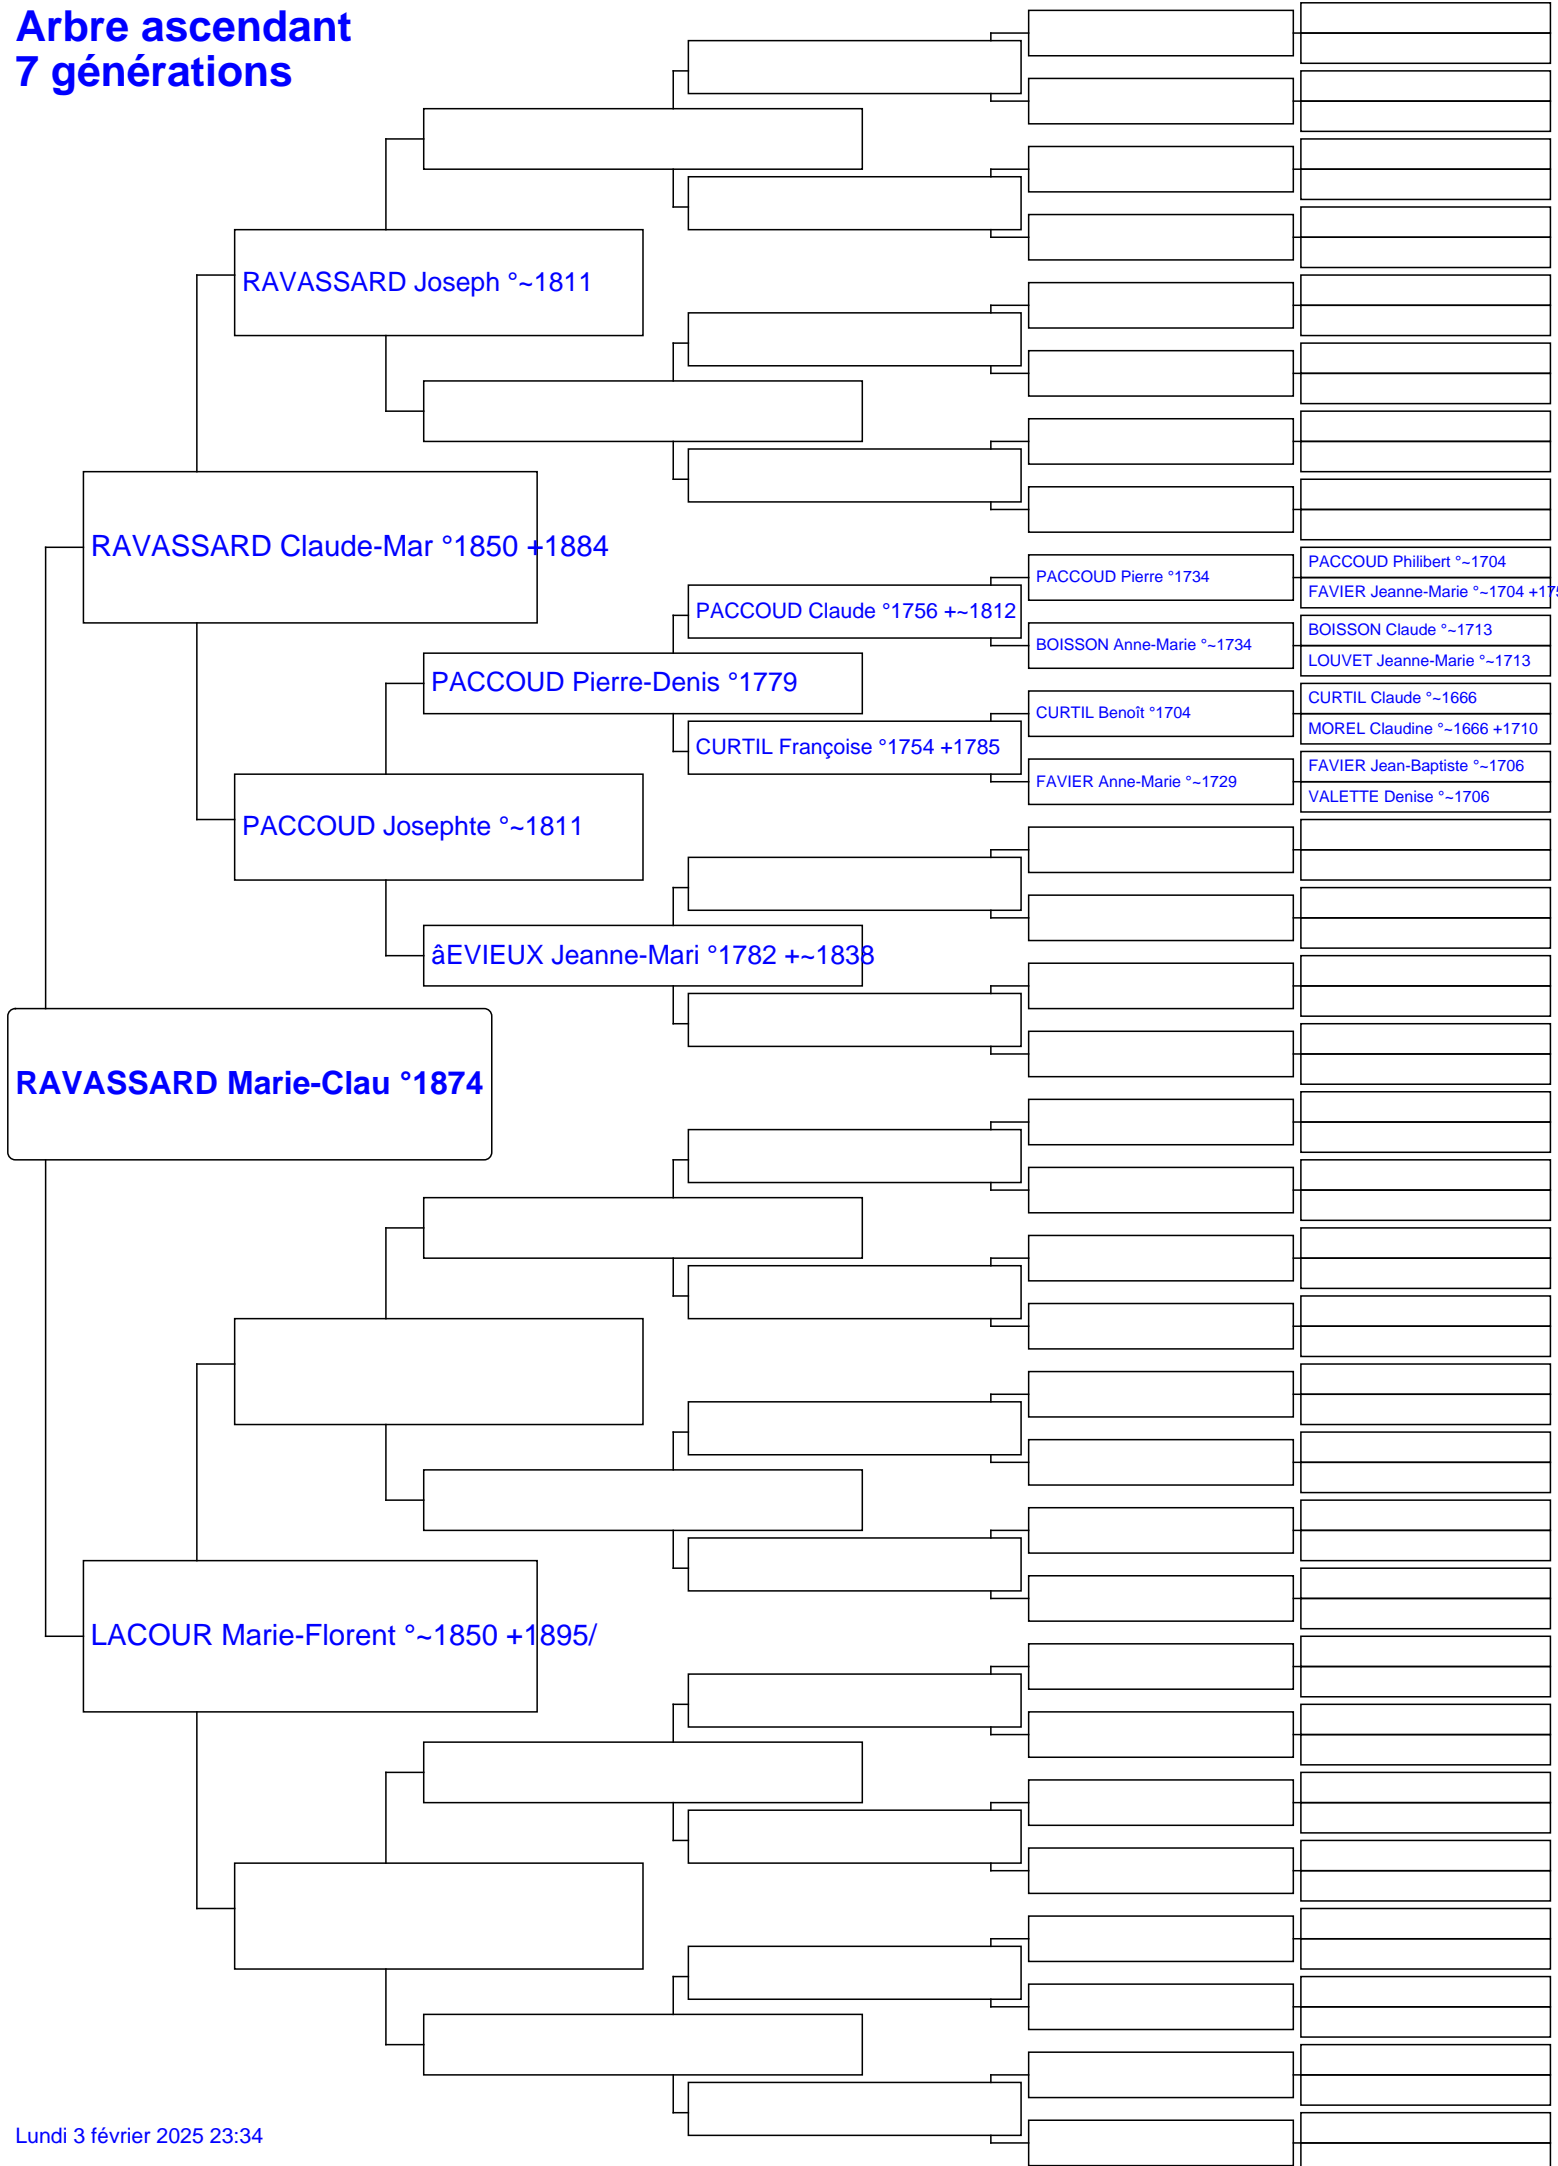 Arbre ascendant
7 générations
RAVASSARD Joseph °~1811
RAVASSARD Claude-Mar °1850 +1884
PACCOUD Pierre °1734
PACCOUD Philibert °~1704
FAVIER Jeanne-Marie °~1704 +175
PACCOUD Claude °1756 +~1812
BOISSON Anne-Marie °~1734
BOISSON Claude °~1713
LOUVET Jeanne-Marie °~1713
PACCOUD Pierre-Denis °1779
CURTIL Benoît °1704
CURTIL Claude °~1666
MOREL Claudine °~1666 +1710
CURTIL Françoise °1754 +1785
FAVIER Anne-Marie °~1729
FAVIER Jean-Baptiste °~1706
VALETTE Denise °~1706
PACCOUD Josephte °~1811
âEVIEUX Jeanne-Mari °1782 +~1838
RAVASSARD Marie-Clau °1874
LACOUR Marie-Florent °~1850 +1895/
Lundi 3 février 2025 23:34